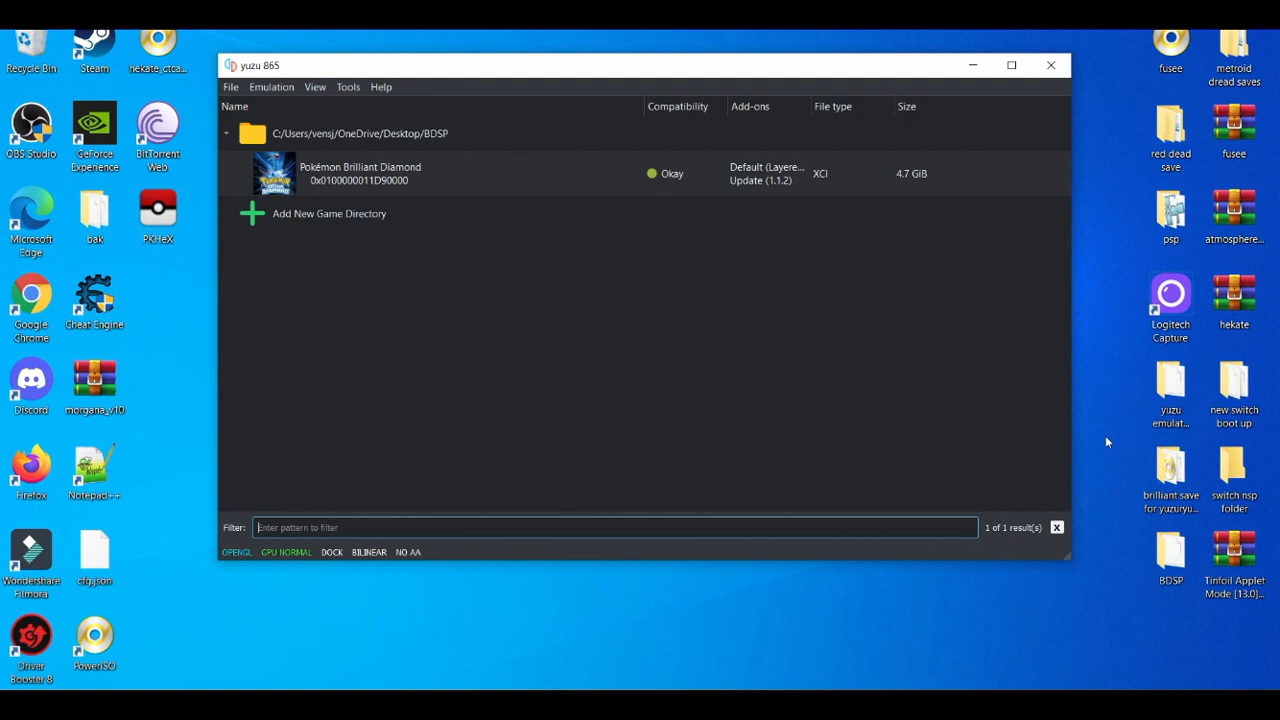 Recycle Bin
Steam
hekate_ctca...
OBS Studio
GeForce
Experience
BitTorrent
Web
Microsoft
Edge
bak
PKHeX
Google
Chrome
Cheat Engine
Discord
morgana_v10
Firefox
Notepad++
Wondershare
Filmora
cfg.json
Driver
Booster 8
PowerISO
yuzu 865
File Emulation View Tools Help
Name Compatibility Add-ons File type Size
C:/Users/vensj/OneDrive/Desktop/BDSP
Pokémon Brilliant Diamond
0x0100000011D90000
Okay
Default (Layere...
Update (1.1.2)
XCI
4.7 GiB
Add New Game Directory
Filter: Enter pattern to filter 1 of 1 result(s) X
OPENGL GPU NORMAL DOCK BILINEAR NO AA
fusee
metroid
dread saves
red dead
save
fusee
psp
atmosphere...
Logitech
Capture
hekate
yuzu
emulat...
new switch
boot up
brilliant save
for yuzuryu...
switch nsp
folder
BDSP
Tinfoil Applet
Mode [13.0]...